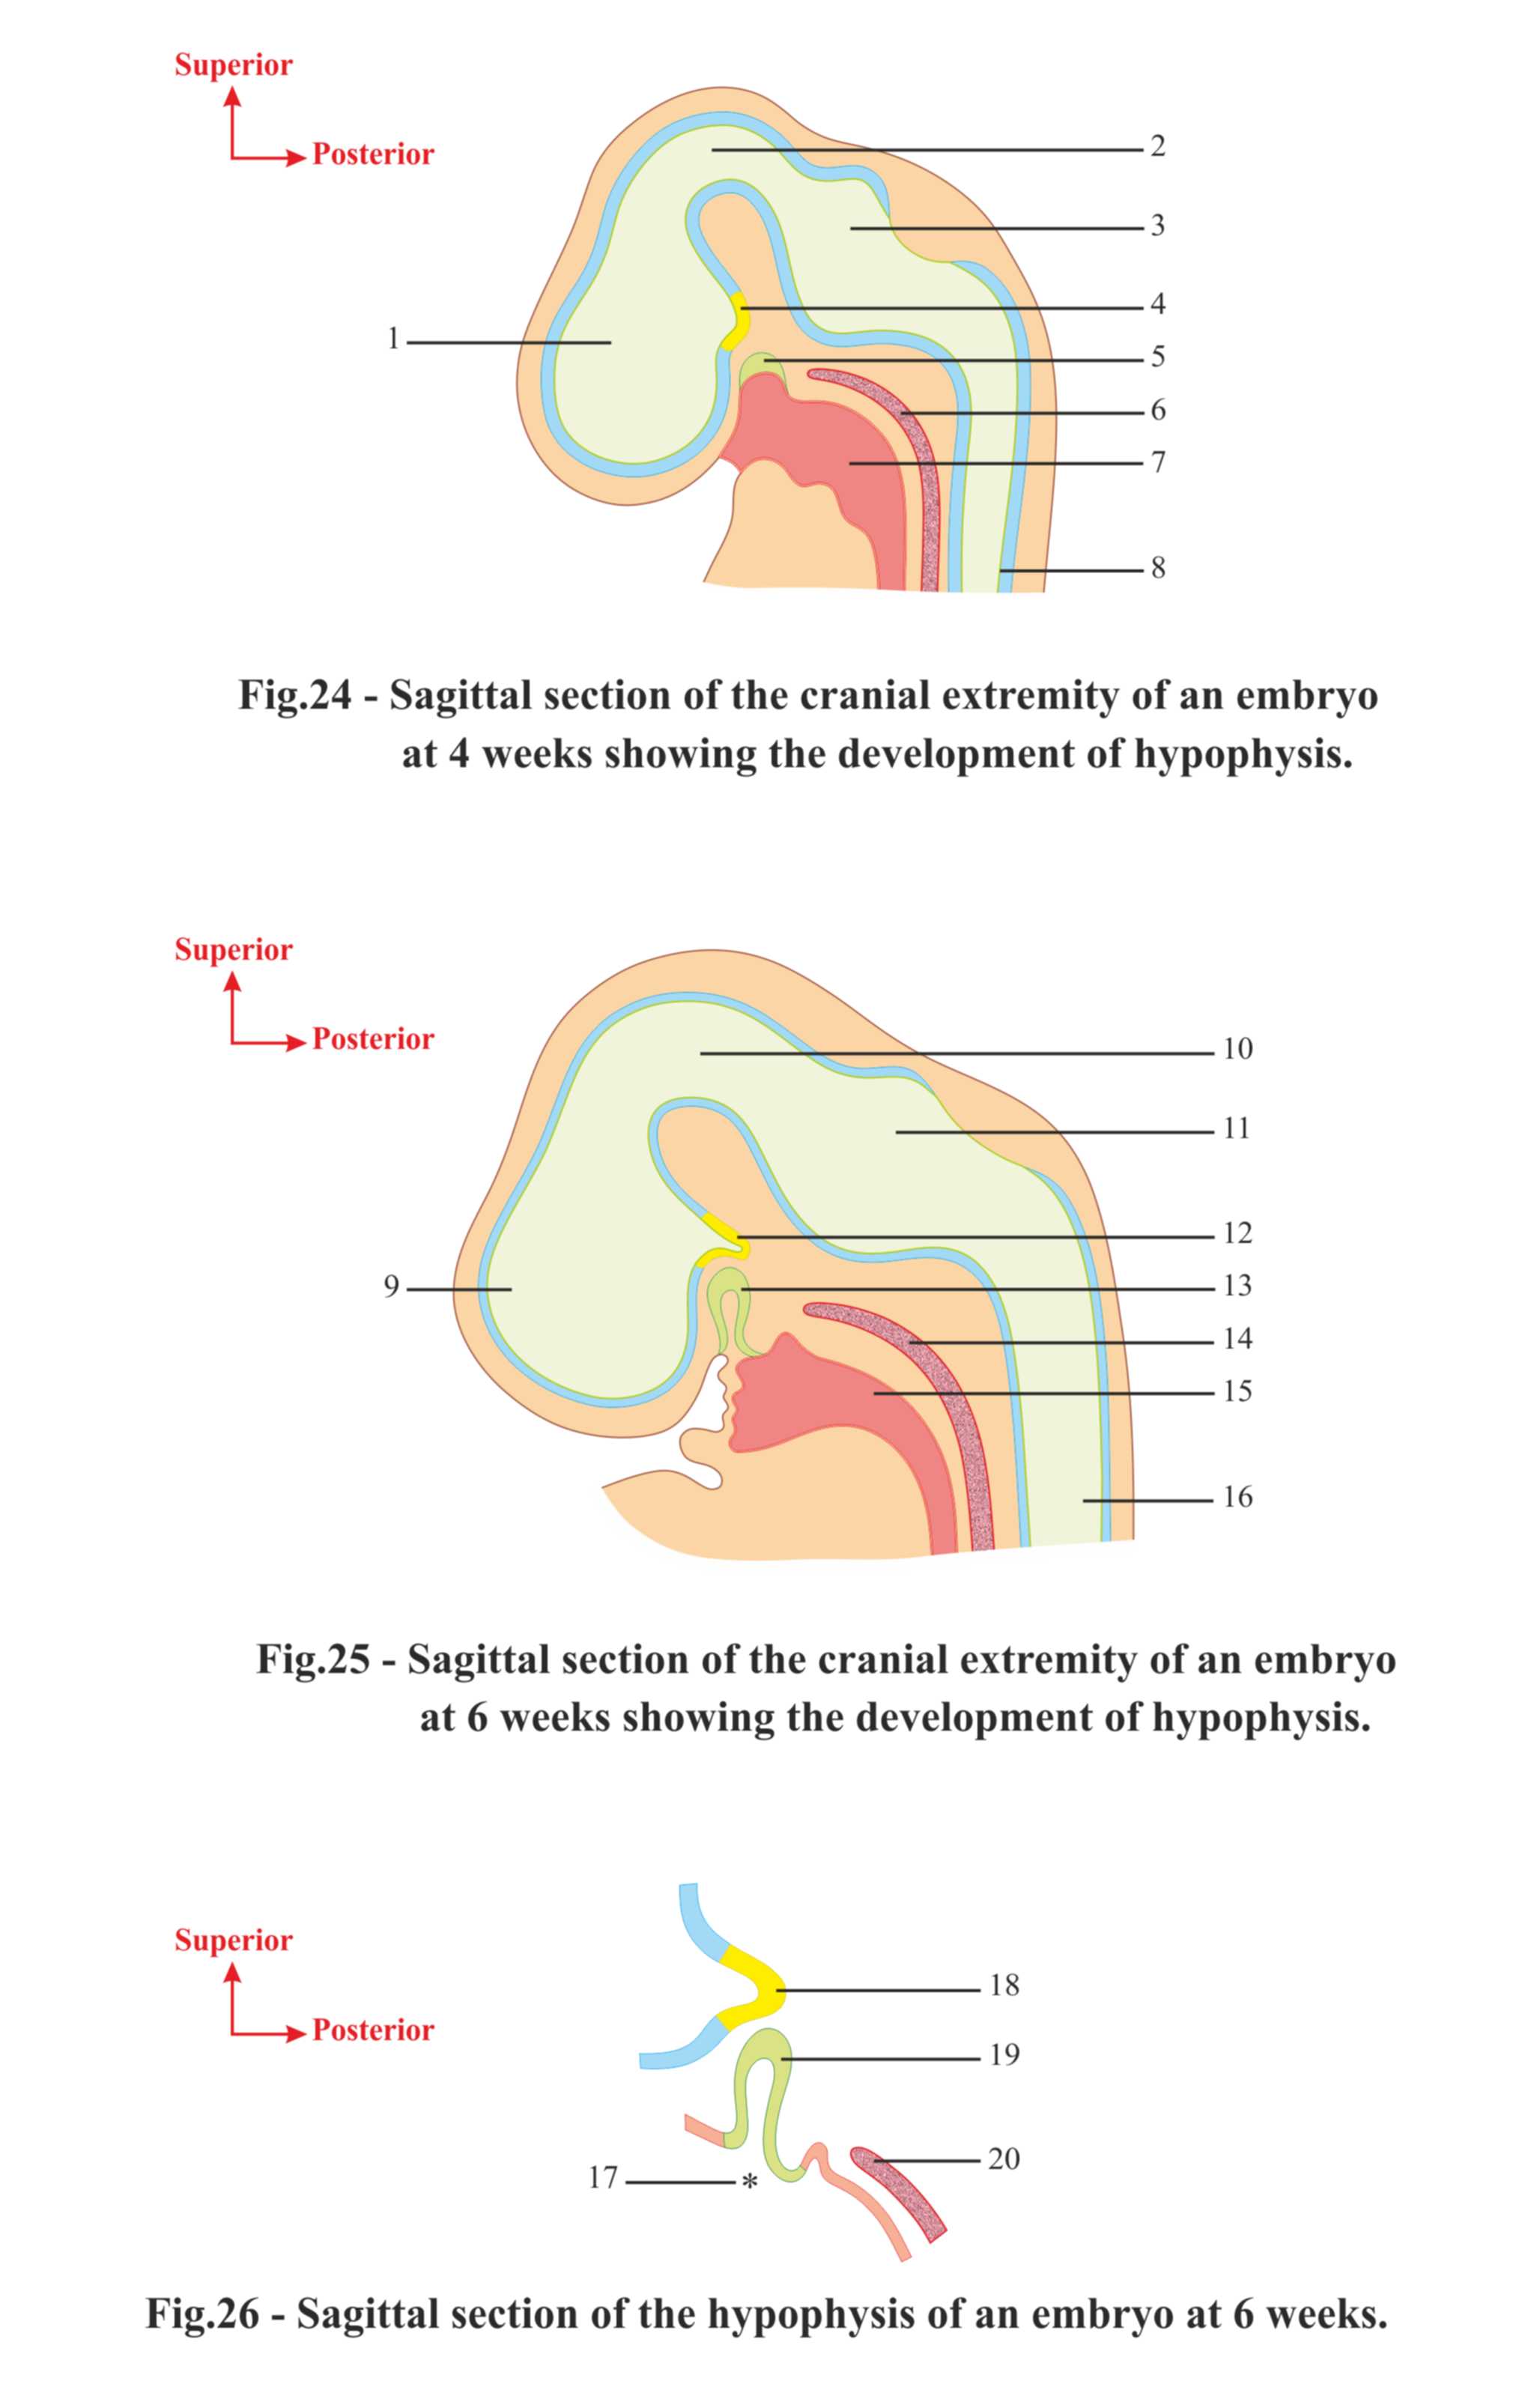 Superior
Posterior
1
2
3
4
5
6
7
8
Fig.24 - Sagittal section of the cranial extremity of an embryo
at 4 weeks showing the development of hypophysis.
Superior
Posterior
9
10
11
12
13
14
15
16
Fig.25 - Sagittal section of the cranial extremity of an embryo
at 6 weeks showing the development of hypophysis.
Superior
Posterior
18
19
20
17 *
Fig.26 - Sagittal section of the hypophysis of an embryo at 6 weeks.